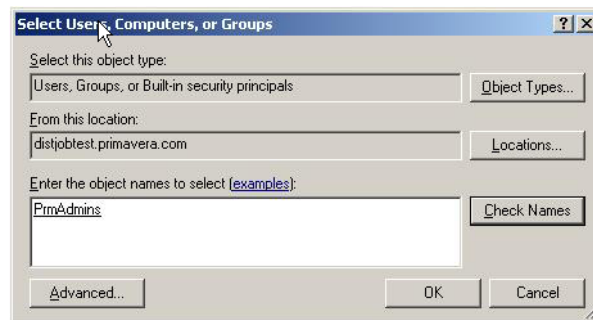 Select Users, Computers, or Groups
Select this object type:
Users, Groups, or Built-in security principals
Object Types...
From this location:
distjobtest.primavera.com
Locations...
Enter the object names to select (examples):
PrmAdmins
Check Names
Advanced...
OK
Cancel